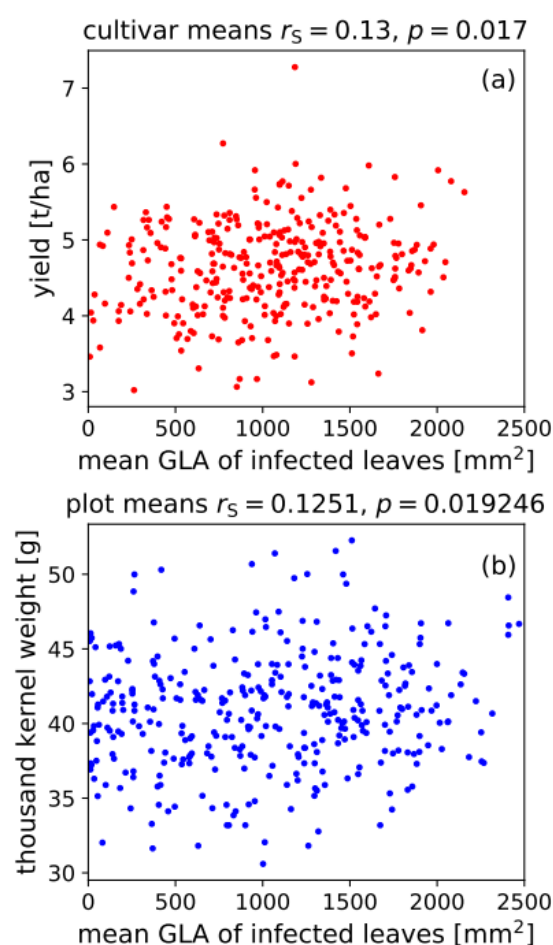 cultivar means r_S = 0.13, p = 0.017
(a)
7
6
5
4
3
yield [t/ha]
0 500 1000 1500 2000 2500
mean GLA of infected leaves [mm²]
plot means r_S = 0.1251, p = 0.019246
(b)
50
45
40
35
30
thousand kernel weight [g]
0 500 1000 1500 2000 2500
mean GLA of infected leaves [mm²]